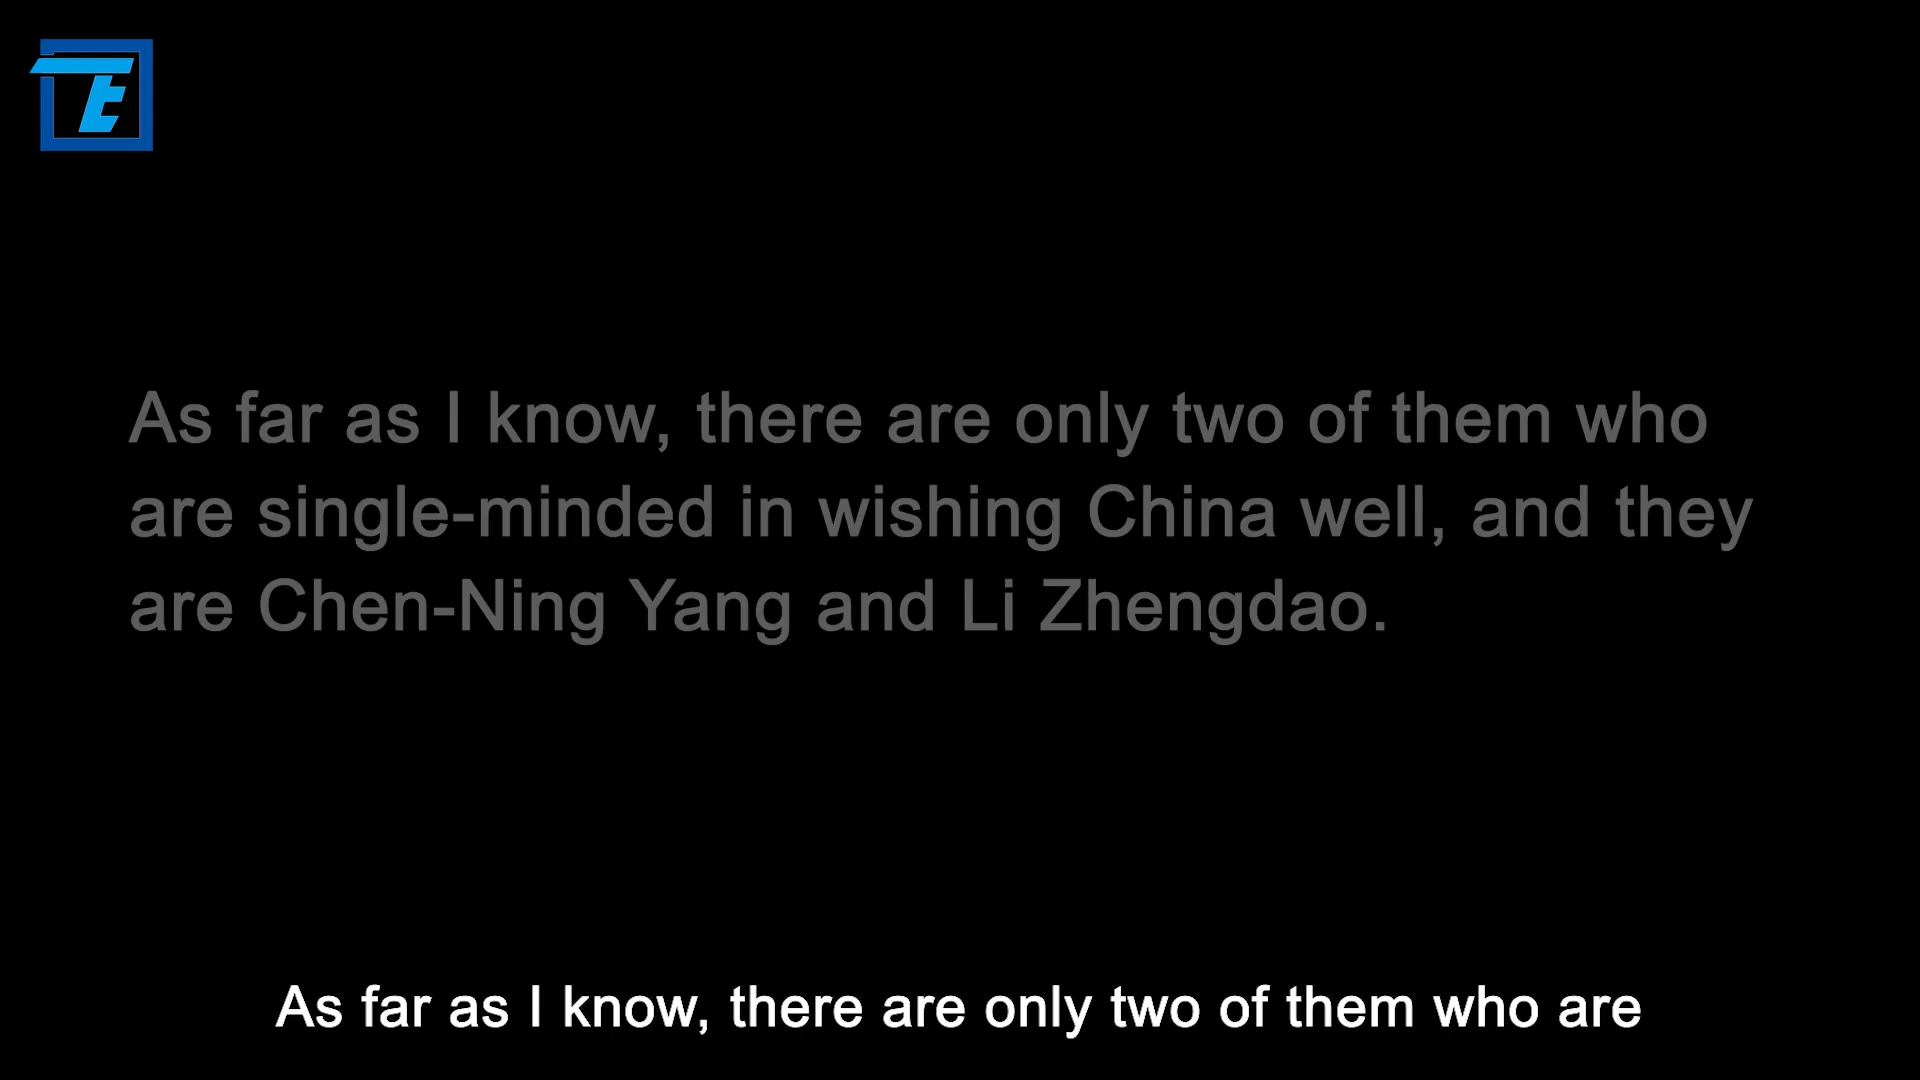 TE
As far as I know, there are only two of them who
are single-minded in wishing China well, and they
are Chen-Ning Yang and Li Zhengdao.
As far as I know, there are only two of them who are